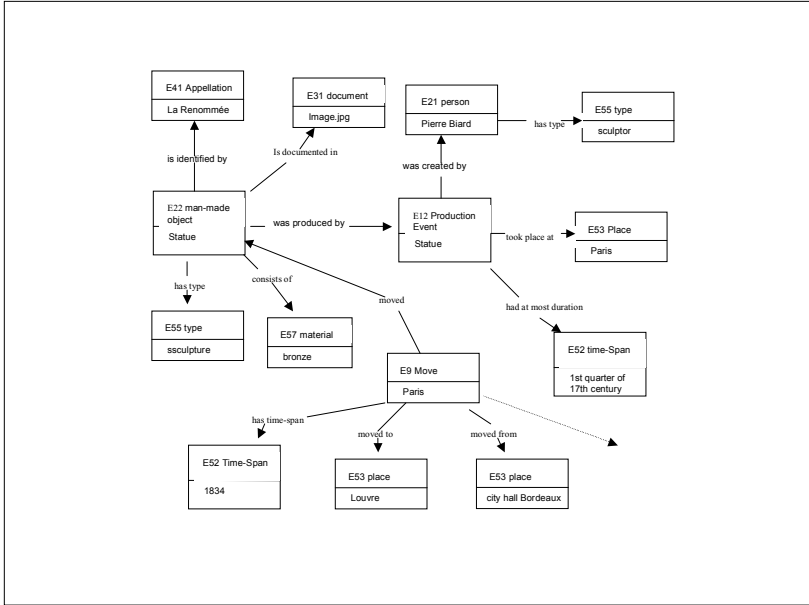 E41 Appellation
La Renommée
E31 document
Image.jpg
E21 person
Pierre Biard
has type
E55 type
sculptor
is identified by
Is documented in
was created by
E22 man-made
object
Statue
was produced by
E12 Production
Event
Statue
took place at
E53 Place
Paris
has type
consists of
moved
had at most duration
E55 type
ssculpture
E57 material
bronze
E52 time-Span
1st quarter of
17th century
E9 Move
Paris
has time-span
moved to
moved from
E52 Time-Span
1834
E53 place
Louvre
E53 place
city hall Bordeaux